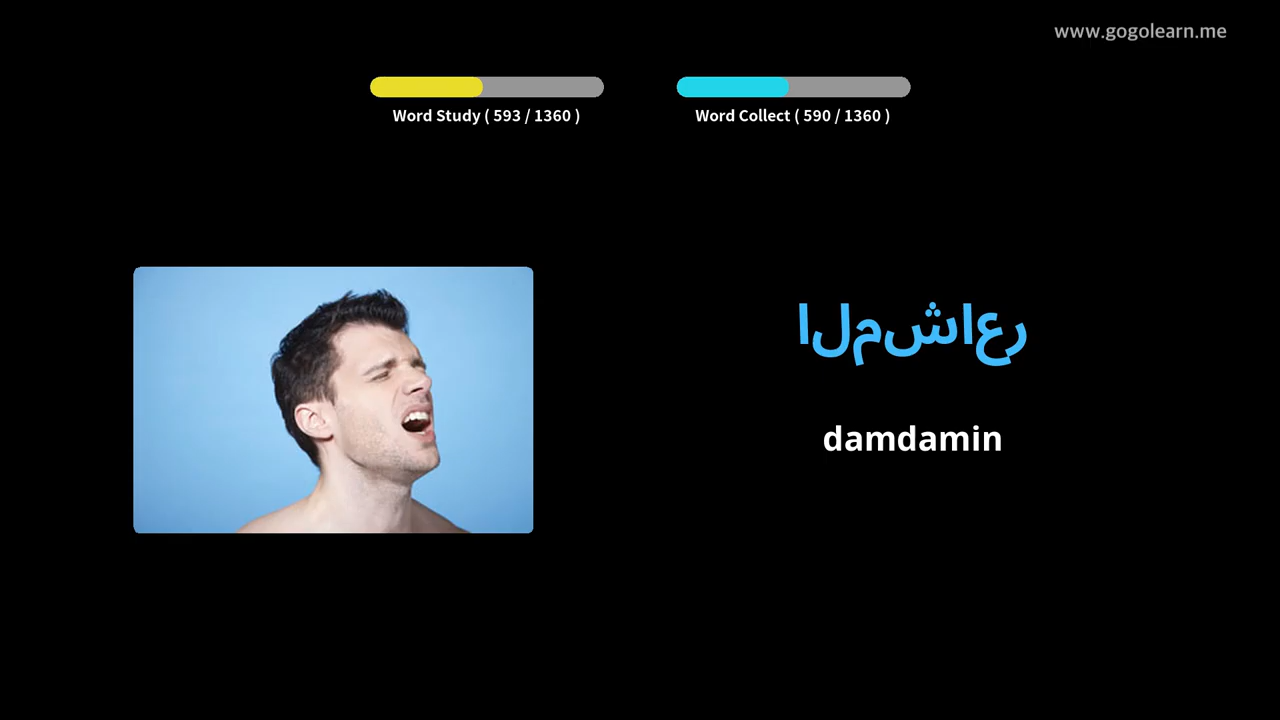 www.gogolearn.me
Word Study ( 593 / 1360 )
Word Collect ( 590 / 1360 )
المشاعر
damdamin